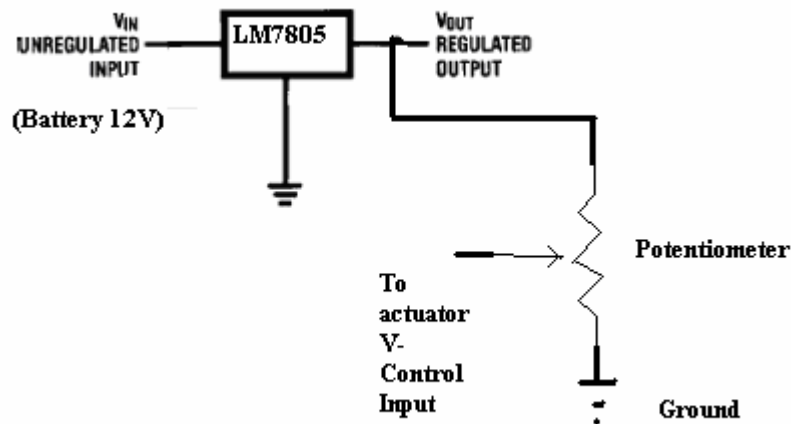 VIN
UNREGULATED
INPUT
(Battery 12V)
LM7805
VOUT
REGULATED
OUTPUT
Potentiometer
To
actuator
V-
Control
Input
Ground